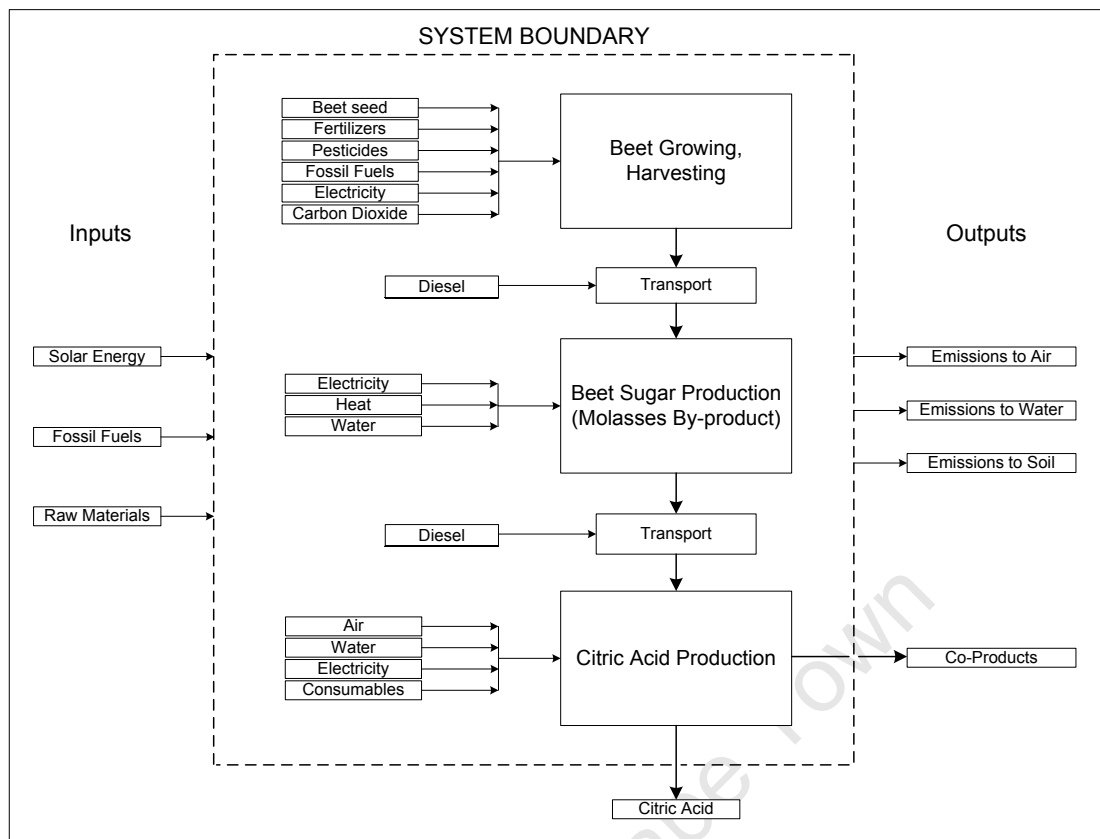 SYSTEM BOUNDARY
Beet seed
Fertilizers
Pesticides
Fossil Fuels
Electricity
Carbon Dioxide
Beet Growing,
Harvesting
Inputs
Outputs
Diesel
Transport
Solar Energy
Fossil Fuels
Raw Materials
Electricity
Heat
Water
Beet Sugar Production
(Molasses By-product)
Emissions to Air
Emissions to Water
Emissions to Soil
Diesel
Transport
Air
Water
Electricity
Consumables
Citric Acid Production
Co-Products
Citric Acid
Town